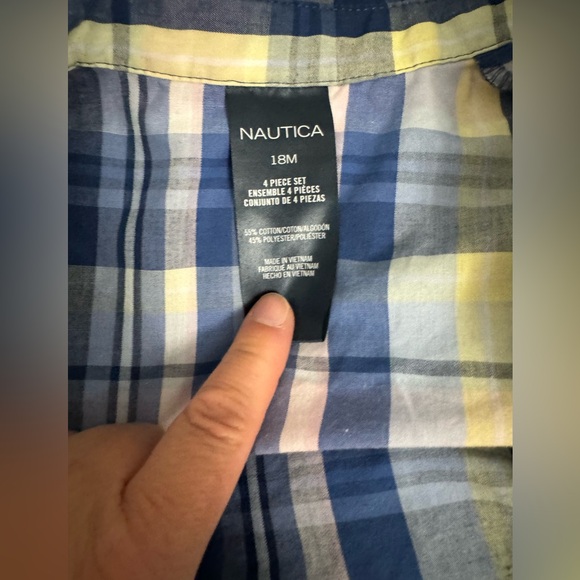 NAUTICA
18M
4 PIECE SET
ENSEMBLE 4 PIÈCES
CONJUNTO DE 4 PIEZAS
55% COTTON/COTON/ALGODÓN
45% POLYESTER/POLIÉSTER
MADE IN VIETNAM
FABRIQUÉ AU VIETNAM
HECHO EN VIETNAM